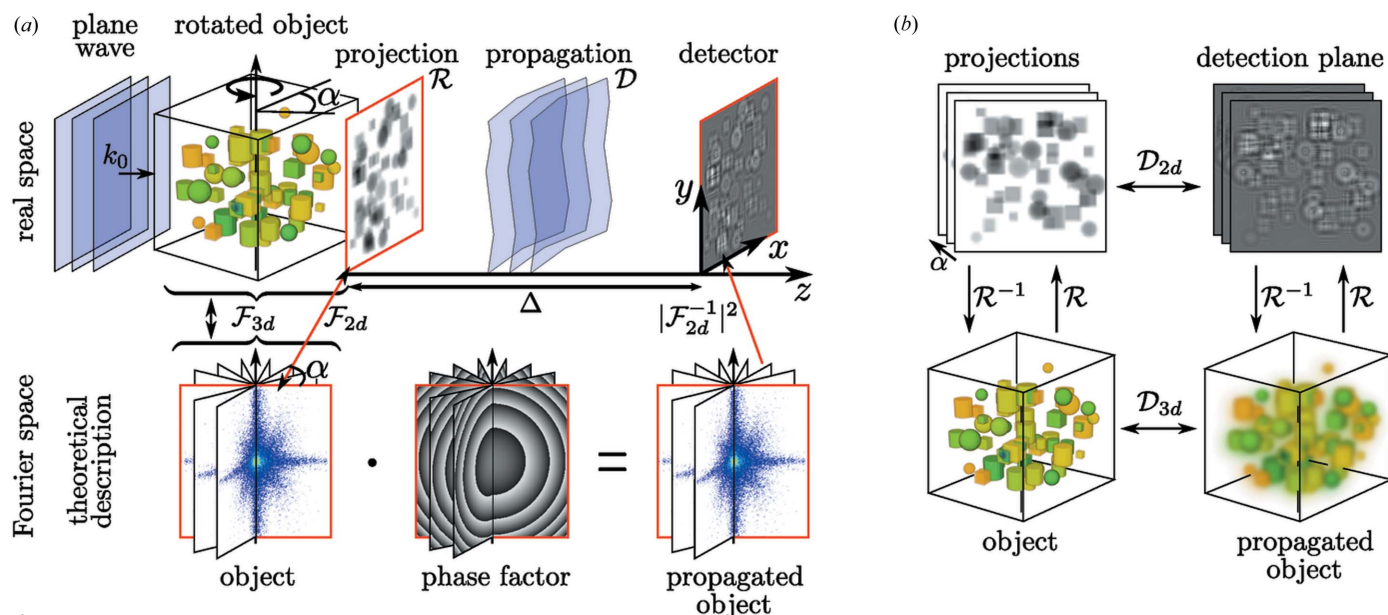 (a)
plane
wave
rotated object
projection
R
propagation
D
detector
α
k₀
real space
y
x
z
Δ
F₃d
F₂d
|F₂d⁻¹|²
α
Fourier space
theoretical
description
·
=
object
phase factor
propagated
object
(b)
projections
detection plane
D₂d
α
R⁻¹
R
R⁻¹
R
D₃d
object
propagated
object